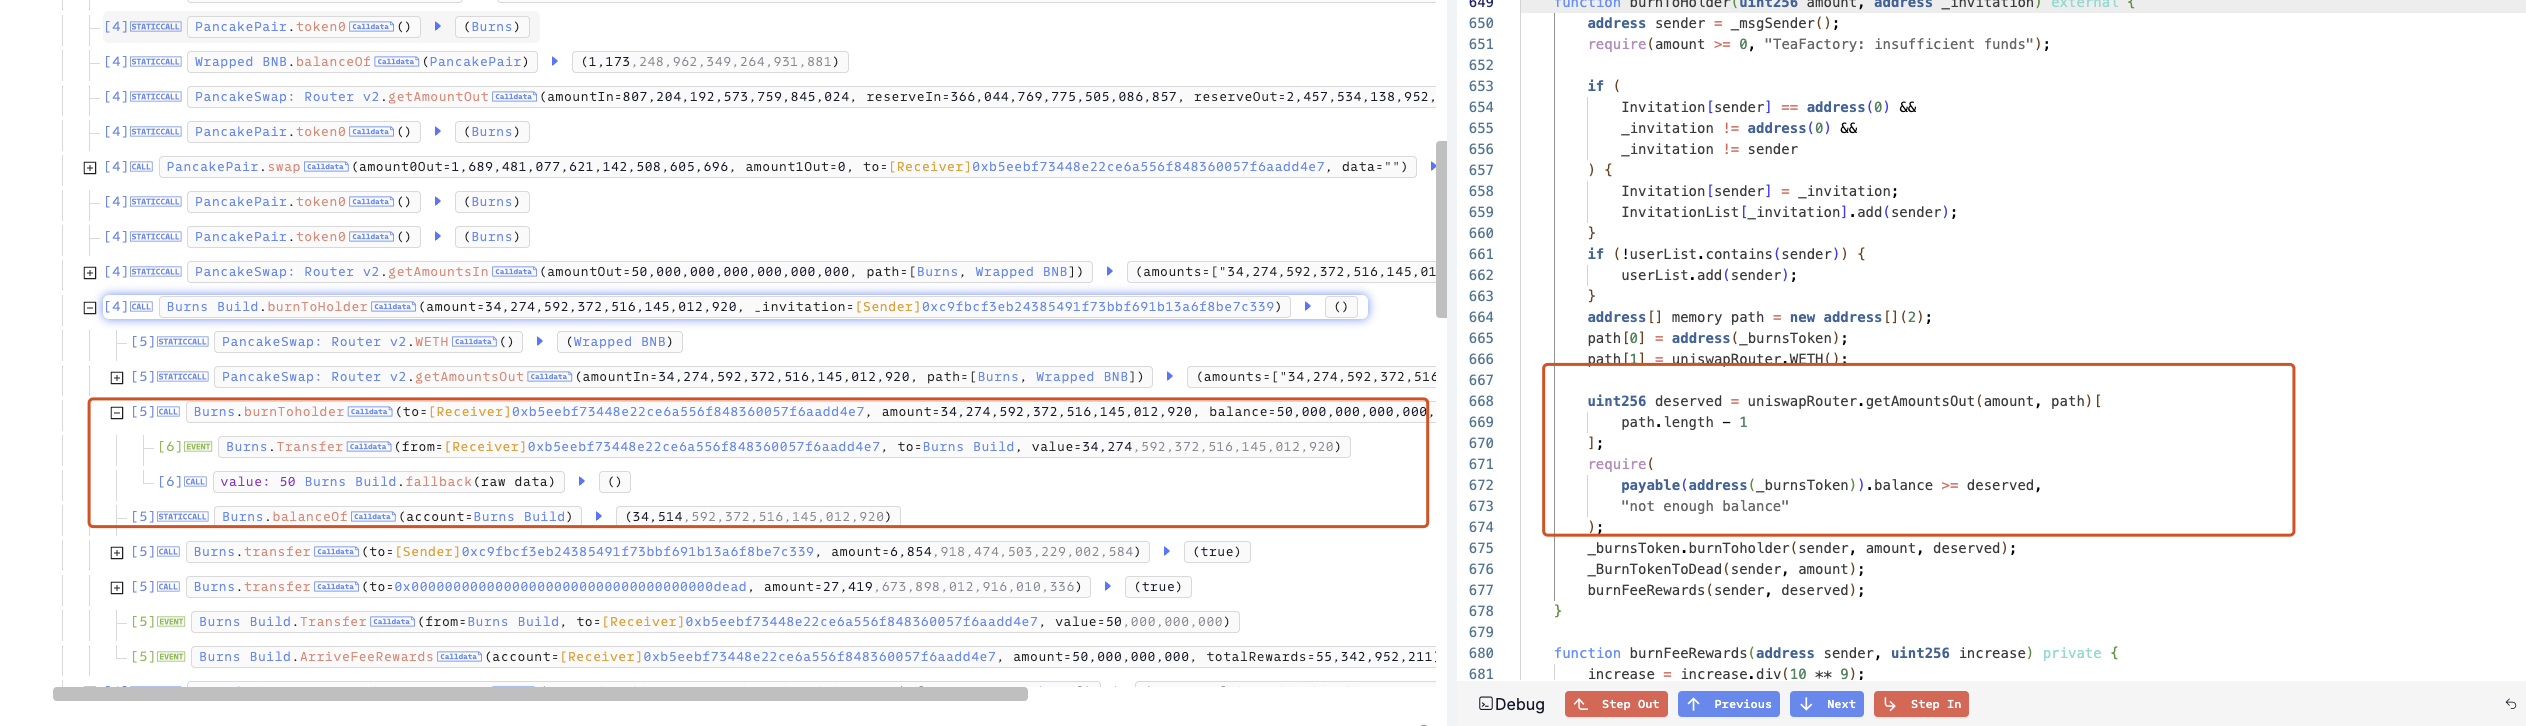 [4]STATICCALL PancakePair.token0 Calldata () ▶ (Burns)
[4]STATICCALL Wrapped BNB.balanceOf Calldata (PancakePair) ▶ (1,173,248,962,349,264,931,881)
[4]STATICCALL PancakeSwap: Router v2.getAmountOut Calldata (amountIn=807,204,192,573,759,845,024, reserveIn=366,044,769,775,505,086,857, reserveOut=2,457,534,138,952,
[4]STATICCALL PancakePair.token0 Calldata () ▶ (Burns)
[4]CALL PancakePair.swap Calldata (amount0Out=1,689,481,077,621,142,508,605,696, amount1Out=0, to=[Receiver]0xb5eebf73448e22ce6a556f848360057f6aadd4e7, data="") ▶
[4]STATICCALL PancakePair.token0 Calldata () ▶ (Burns)
[4]STATICCALL PancakePair.token0 Calldata () ▶ (Burns)
[4]STATICCALL PancakeSwap: Router v2.getAmountsIn Calldata (amountOut=50,000,000,000,000,000,000, path=[Burns, Wrapped BNB]) ▶ (amounts=["34,274,592,372,516,145,01
[4]CALL Burns Build.burnToHolder Calldata (amount=34,274,592,372,516,145,012,920, _invitation=[Sender]0xc9fbcf3eb24385491f73bbf691b13a6f8be7c339) ▶ ()
[5]STATICCALL PancakeSwap: Router v2.WETH Calldata () ▶ (Wrapped BNB)
[5]STATICCALL PancakeSwap: Router v2.getAmountsOut Calldata (amountIn=34,274,592,372,516,145,012,920, path=[Burns, Wrapped BNB]) ▶ (amounts=["34,274,592,372,516
[5]CALL Burns.burnToholder Calldata (to=[Receiver]0xb5eebf73448e22ce6a556f848360057f6aadd4e7, amount=34,274,592,372,516,145,012,920, balance=50,000,000,000,000,
[6]EVENT Burns.Transfer Calldata (from=[Receiver]0xb5eebf73448e22ce6a556f848360057f6aadd4e7, to=Burns Build, value=34,274,592,372,516,145,012,920)
[6]CALL value: 50 Burns Build.fallback(raw data) ▶ ()
[5]STATICCALL Burns.balanceOf Calldata (account=Burns Build) ▶ (34,514,592,372,516,145,012,920)
[5]CALL Burns.transfer Calldata (to=[Sender]0xc9fbcf3eb24385491f73bbf691b13a6f8be7c339, amount=6,854,918,474,503,229,002,584) ▶ (true)
[5]CALL Burns.transfer Calldata (to=0x000000000000000000000000000000000000dead, amount=27,419,673,898,012,916,010,336) ▶ (true)
[5]EVENT Burns Build.Transfer Calldata (from=Burns Build, to=[Receiver]0xb5eebf73448e22ce6a556f848360057f6aadd4e7, value=50,000,000,000)
[5]EVENT Burns Build.ArriveFeeRewards Calldata (account=[Receiver]0xb5eebf73448e22ce6a556f848360057f6aadd4e7, amount=50,000,000,000, totalRewards=55,342,952,211)
649 function burnToHolder(uint256 amount, address _invitation) external {
650 address sender = _msgSender();
651 require(amount >= 0, "TeaFactory: insufficient funds");
652
653 if (
654 Invitation[sender] == address(0) &&
655 _invitation != address(0) &&
656 _invitation != sender
657 ) {
658 Invitation[sender] = _invitation;
659 InvitationList[_invitation].add(sender);
660 }
661 if (!userList.contains(sender)) {
662 userList.add(sender);
663 }
664 address[] memory path = new address[](2);
665 path[0] = address(_burnsToken);
666 path[1] = uniswapRouter.WETH();
667
668 uint256 deserved = uniswapRouter.getAmountsOut(amount, path)[
669 path.length - 1
670 ];
671 require(
672 payable(address(_burnsToken)).balance >= deserved,
673 "not enough balance"
674 );
675 _burnsToken.burnToholder(sender, amount, deserved);
676 _BurnTokenToDead(sender, amount);
677 burnFeeRewards(sender, deserved);
678 }
679
680 function burnFeeRewards(address sender, uint256 increase) private {
681 increase = increase.div(10 ** 9);
Debug Step Out Previous Next Step In